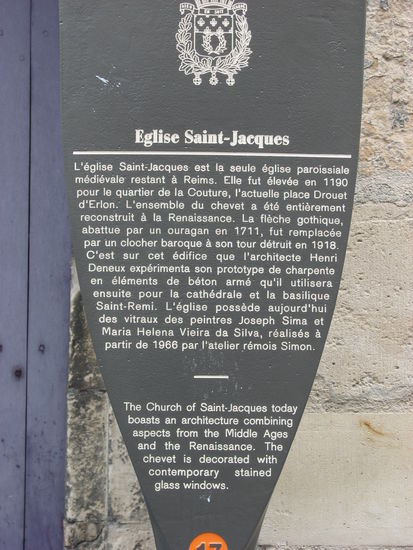 Eglise Saint-Jacques
L'église Saint-Jacques est la seule église paroissiale
médiévale restant à Reims. Elle fut élevée en 1190
pour le quartier de la Couture, l'actuelle place Drouet
d'Erlon. L'ensemble du chevet a été entièrement
reconstruit à la Renaissance. La flèche gothique,
abattue par un ouragan en 1711, fut remplacée
par un clocher baroque à son tour détruit en 1918.
C'est sur cet édifice que l'architecte Henri
Deneux expérimenta son prototype de charpente
en éléments de béton armé qu'il utilisera
ensuite pour la cathédrale et la basilique
Saint-Remi. L'église possède aujourd'hui
des vitraux des peintres Joseph Sima et
Maria Helena Vieira da Silva, réalisés à
partir de 1966 par l'atelier rémois Simon.
The Church of Saint-Jacques today
boasts an architecture combining
aspects from the Middle Ages
and the Renaissance. The
chevet is decorated with
contemporary stained
glass windows.
17